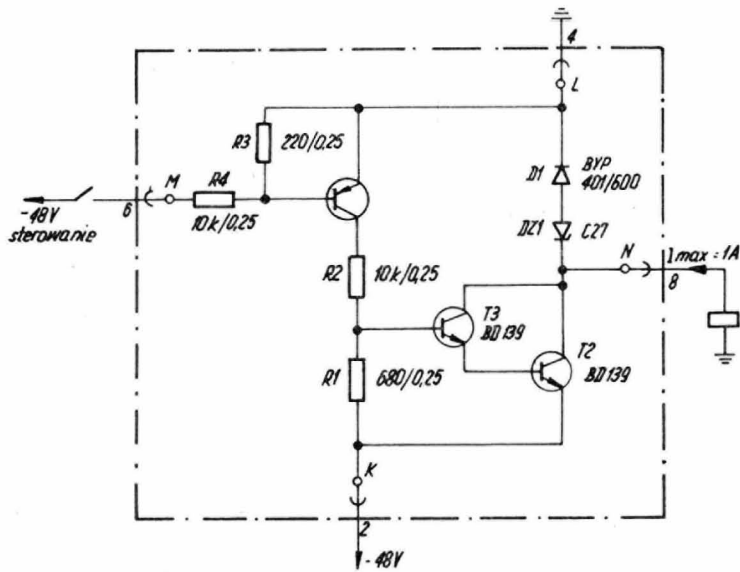 4
L
R3
220/0,25
D1
BYP
401/600
M
R4
-48V
sterowanie
6
10k/0,25
DZ1
C27
N
Imax = 1A
8
R2
10k/0,25
T3
BD139
T2
BD139
R1
680/0,25
K
2
-48V